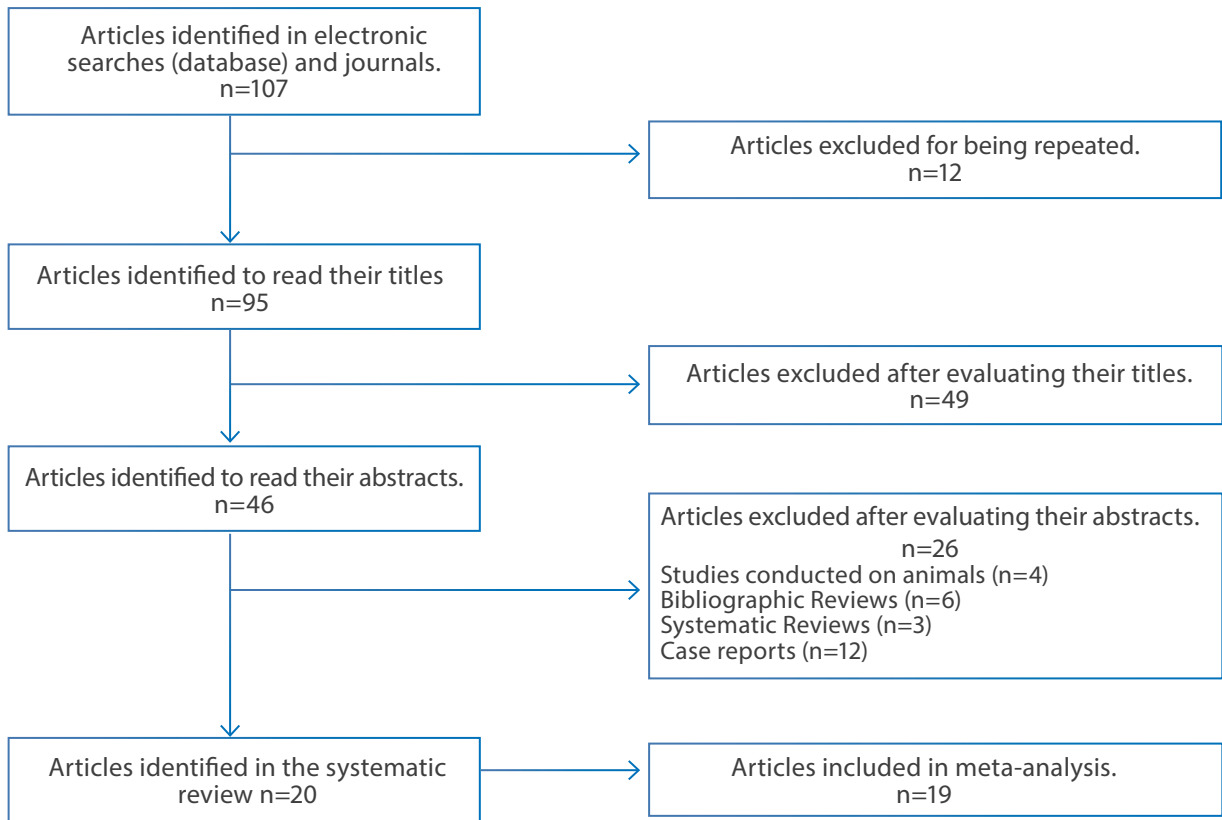 Articles identified in electronic
searches (database) and journals.
n=107
Articles excluded for being repeated.
n=12
Articles identified to read their titles
n=95
Articles excluded after evaluating their titles.
n=49
Articles identified to read their abstracts.
n=46
Articles excluded after evaluating their abstracts.
n=26
Studies conducted on animals (n=4)
Bibliographic Reviews (n=6)
Systematic Reviews (n=3)
Case reports (n=12)
Articles identified in the systematic
review n=20
Articles included in meta-analysis.
n=19